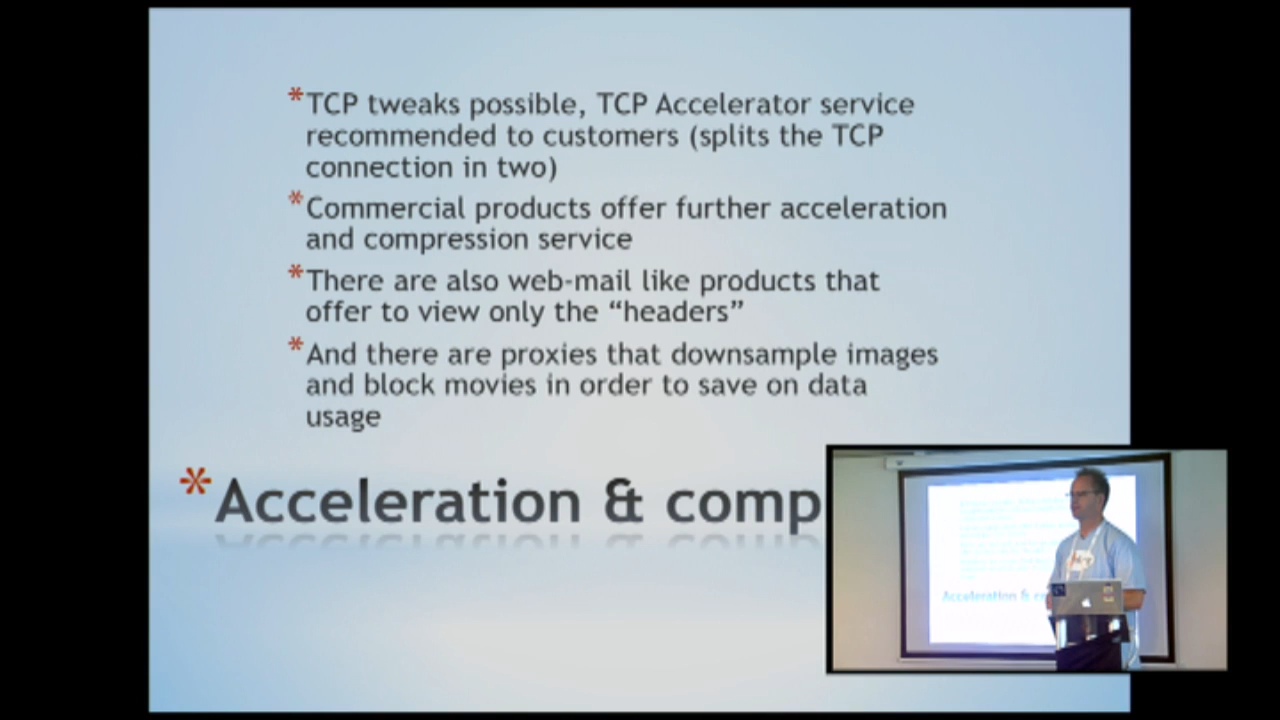 *TCP tweaks possible, TCP Accelerator service
recommended to customers (splits the TCP
connection in two)
*Commercial products offer further acceleration
and compression service
*There are also web-mail like products that
offer to view only the “headers”
*And there are proxies that downsample images
and block movies in order to save on data
usage
*Acceleration & comp
Acceleration &